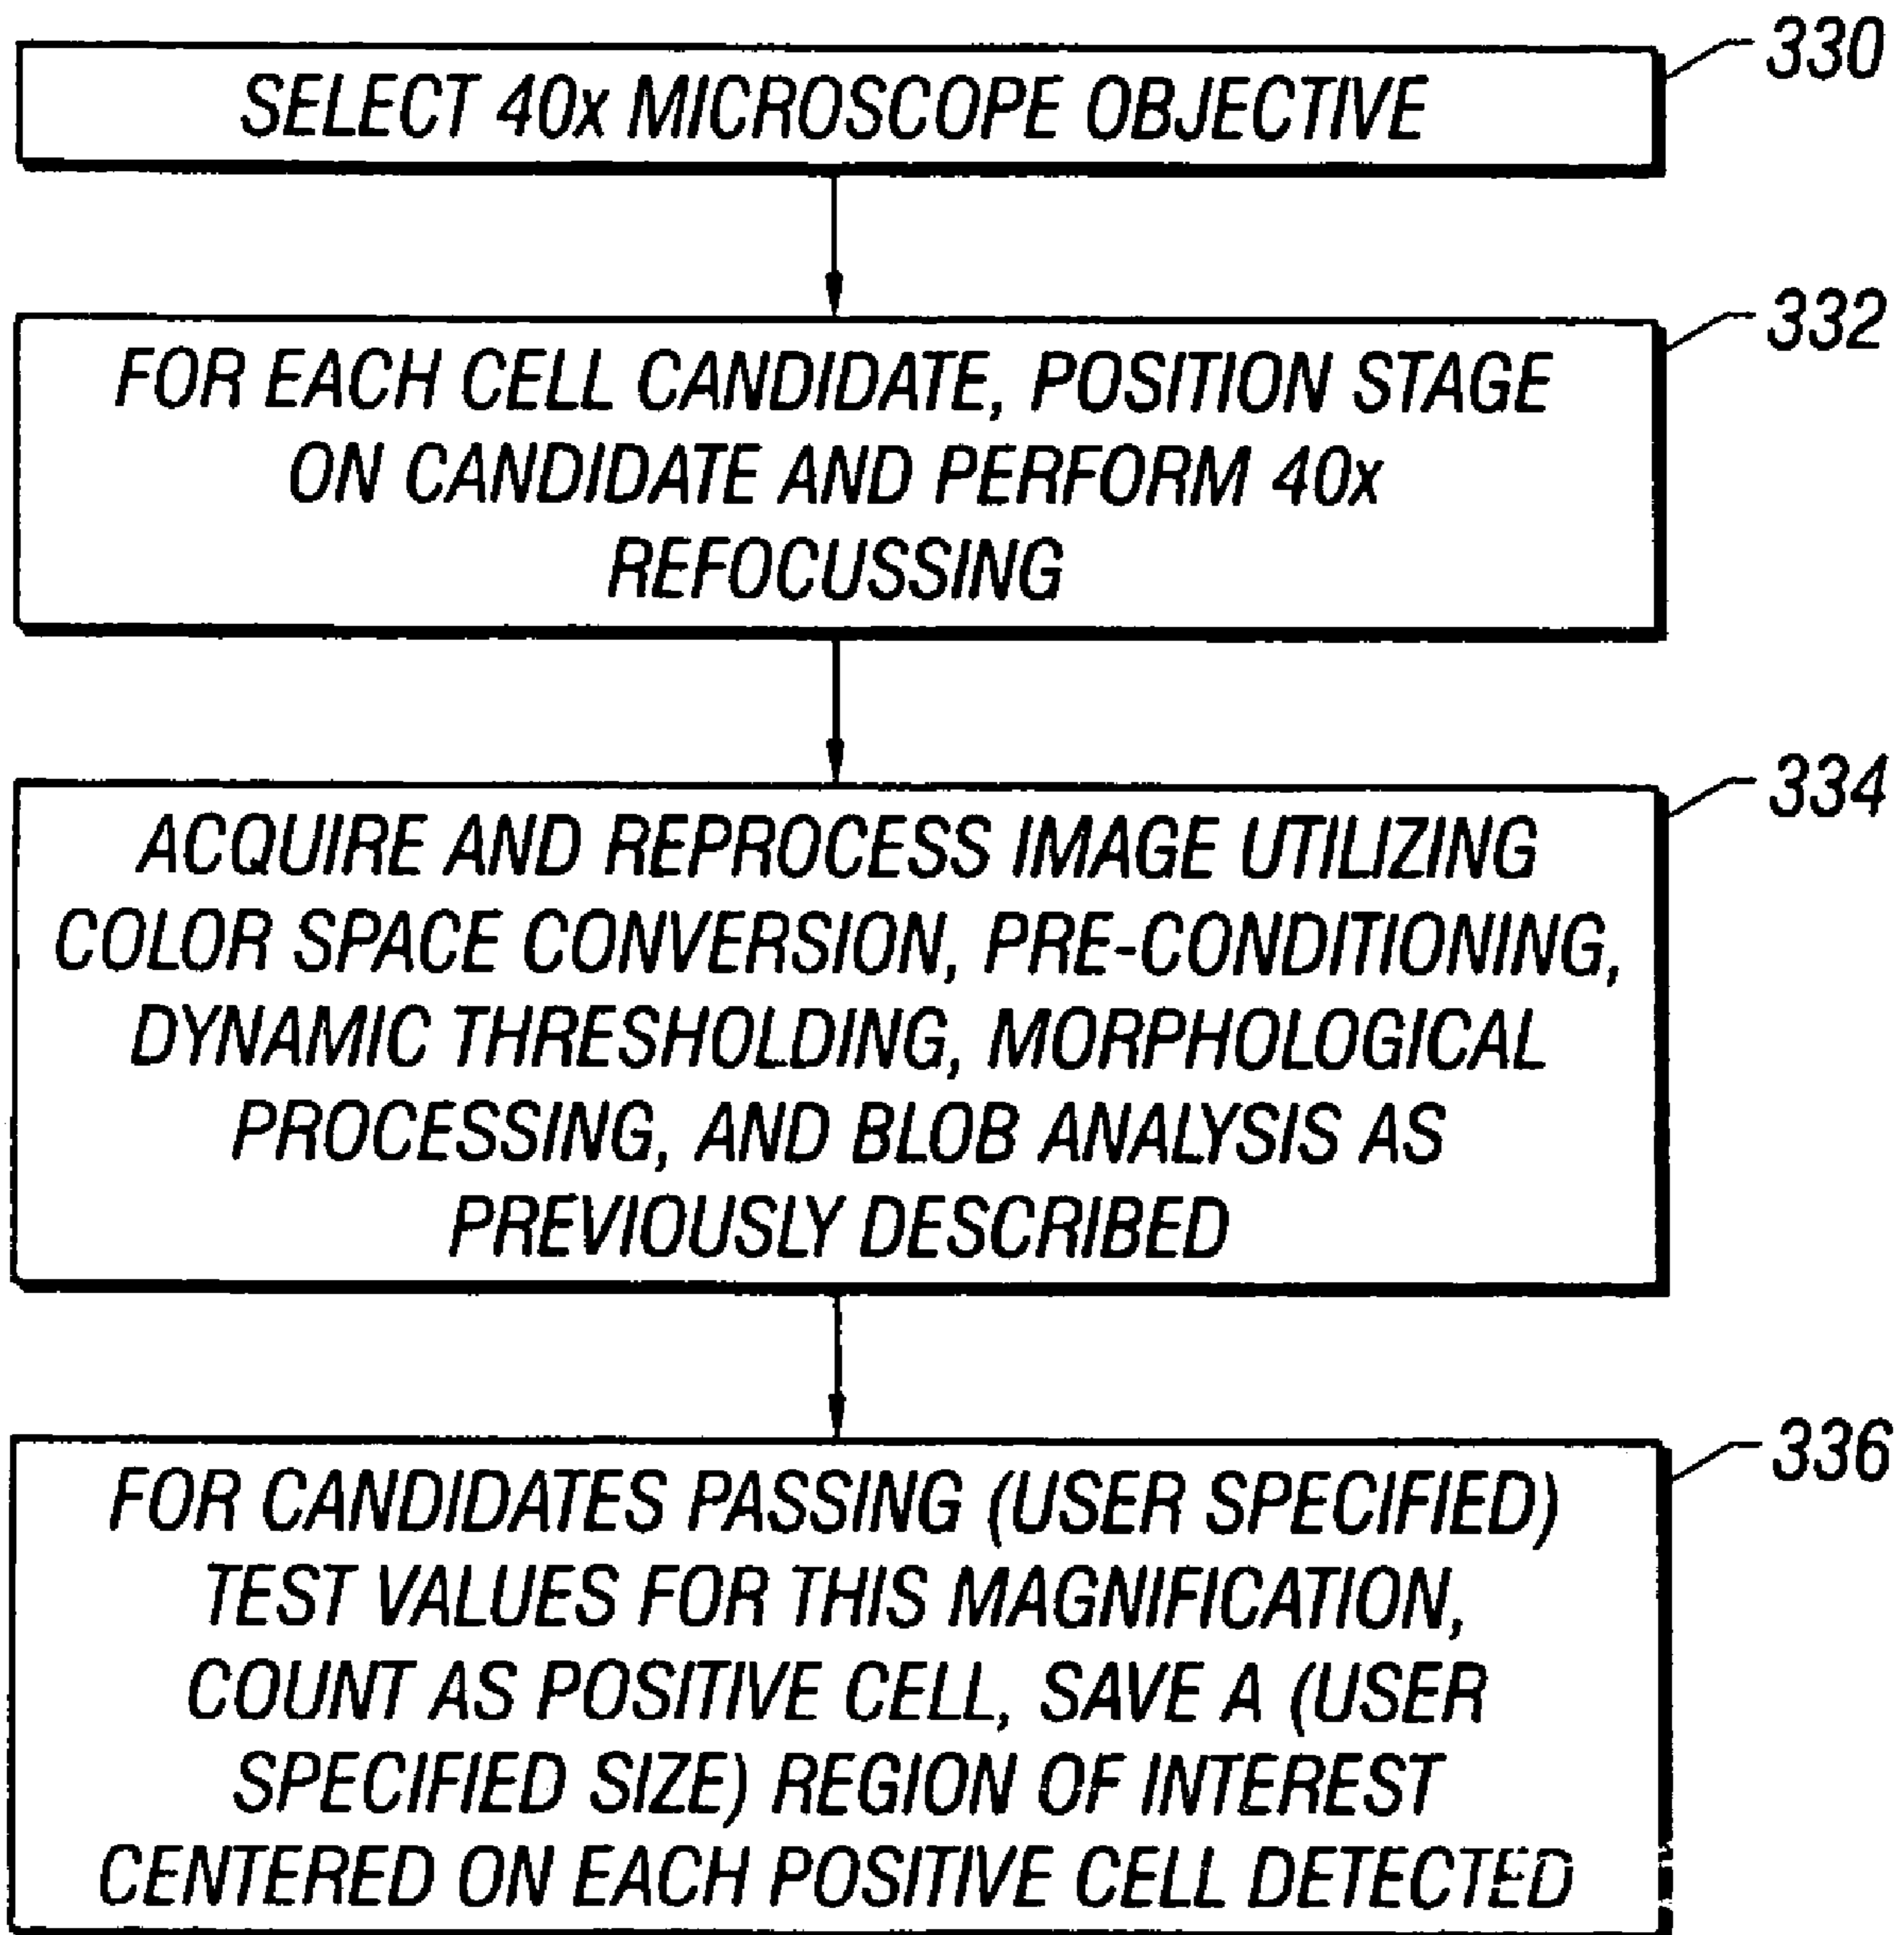 330
SELECT 40x MICROSCOPE OBJECTIVE
332
FOR EACH CELL CANDIDATE, POSITION STAGE
ON CANDIDATE AND PERFORM 40x
REFOCUSSING
334
ACQUIRE AND REPROCESS IMAGE UTILIZING
COLOR SPACE CONVERSION, PRE-CONDITIONING,
DYNAMIC THRESHOLDING, MORPHOLOGICAL
PROCESSING, AND BLOB ANALYSIS AS
PREVIOUSLY DESCRIBED
336
FOR CANDIDATES PASSING (USER SPECIFIED)
TEST VALUES FOR THIS MAGNIFICATION,
COUNT AS POSITIVE CELL, SAVE A (USER
SPECIFIED SIZE) REGION OF INTEREST
CENTERED ON EACH POSITIVE CELL DETECTED